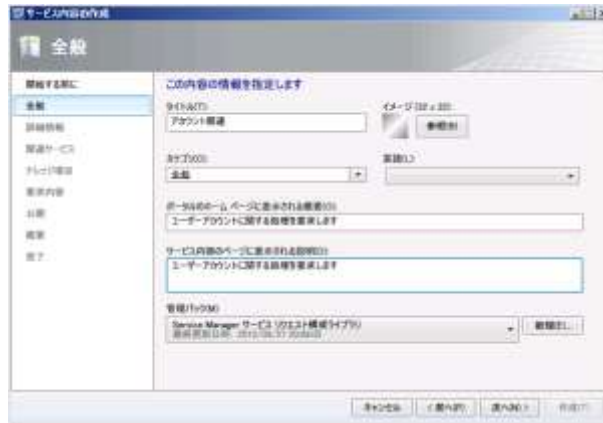 サービス内容の作成
全般
開始する前に
全般
詳細情報
関連サービス
ナレッジ項目
要求内容
公開
概要
完了
この内容の情報を指定します
タイトル(T)
アカウント関連
イメージ (32 x 32)
参照(B)
カテゴリ(O)
全般
言語(L)
ポータルのホーム ページに表示される概要(O)
ユーザーアカウントに関する処理を要求します
サービス内容のページに表示される説明(D)
ユーザーアカウントに関する処理を要求します
管理パック(M)
Service Manager サービス リクエスト構成ライブラリ
新規(E)...
キャンセル
< 前へ(P)
次へ(N) >
作成(T)